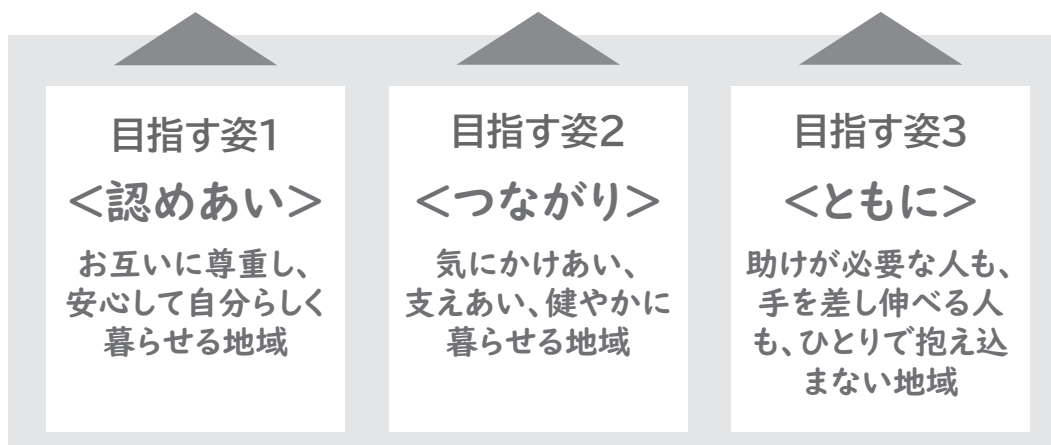 目指す姿1
<認めあい>
お互いに尊重し、
安心して自分らしく
暮らせる地域
目指す姿2
<つながり>
気にかけあい、
支えあい、健やかに
暮らせる地域
目指す姿3
<ともに>
助けが必要な人も、
手を差し伸べる人
も、ひとりで抱え込
まない地域